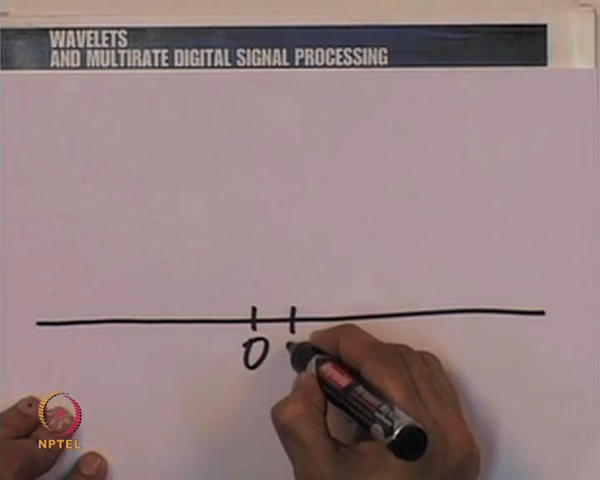 WAVELETS
AND MULTIRATE DIGITAL SIGNAL PROCESSING
0
NPTEL